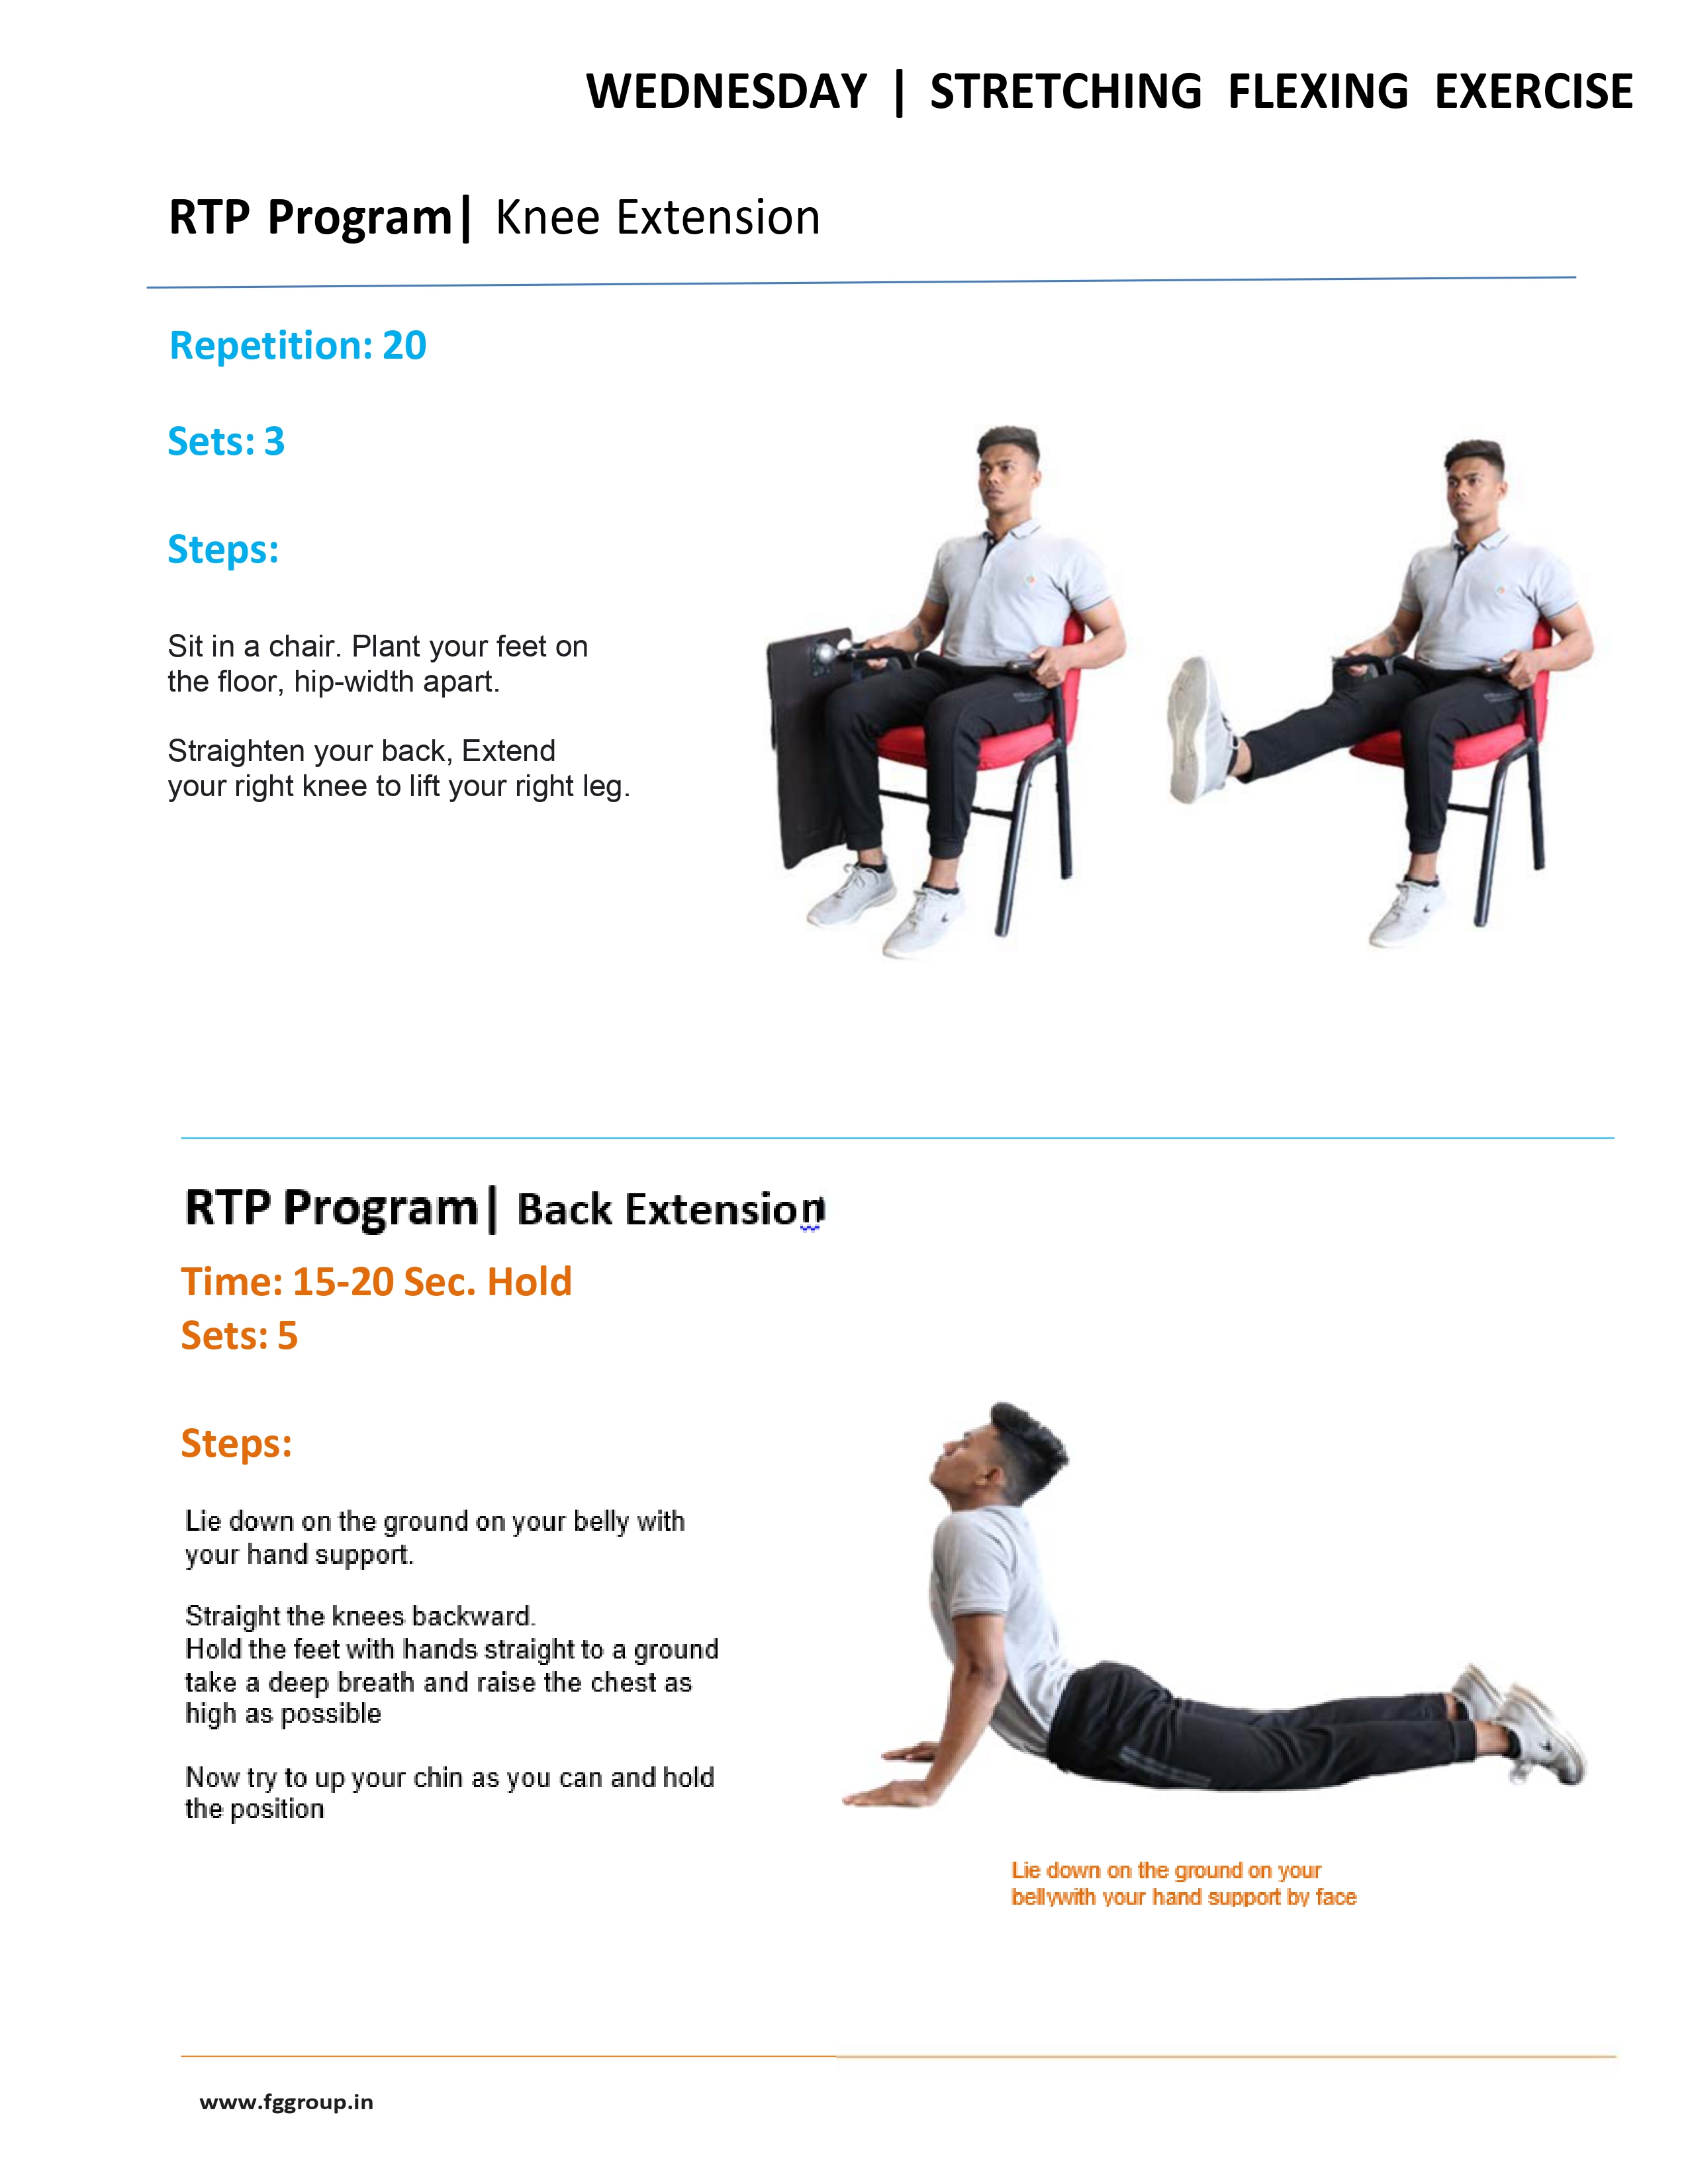 WEDNESDAY | STRETCHING FLEXING EXERCISE
RTP Program| Knee Extension
Repetition: 20
Sets: 3
Steps:
Sit in a chair. Plant your feet on
the floor, hip-width apart.
Straighten your back, Extend
your right knee to lift your right leg.
RTP Program| Back Extension
Time: 15-20 Sec. Hold
Sets: 5
Steps:
Lie down on the ground on your belly with
your hand support.
Straight the knees backward.
Hold the feet with hands straight to a ground
take a deep breath and raise the chest as
high as possible
Now try to up your chin as you can and hold
the position
Lie down on the ground on your
bellywith your hand support by face
www.fggroup.in